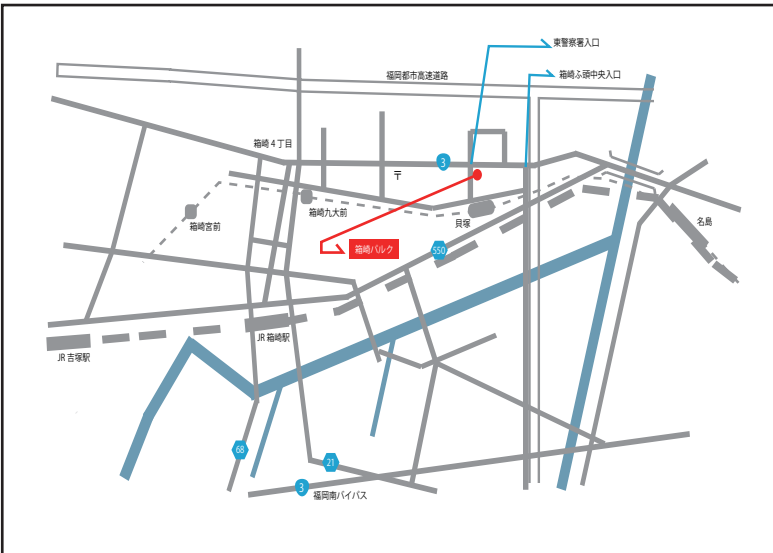 東警察署入口
福岡都市高速道路
箱崎ふ頭中央入口
箱崎4丁目
3
〒
箱崎九大前
貝塚
箱崎宮前
名島
箱崎バルク
550
JR 箱崎駅
JR 吉塚駅
68
21
3
福岡南バイパス